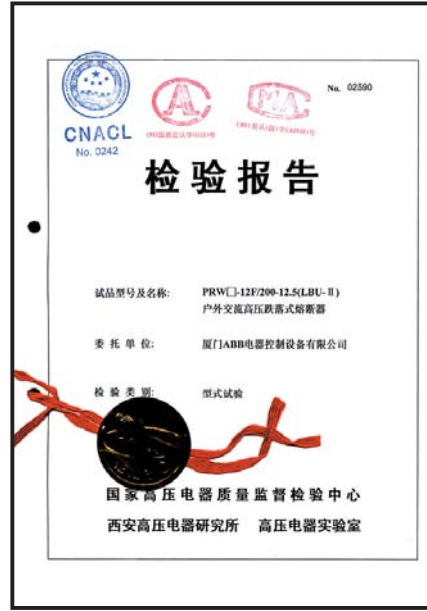 No. 02590
CNACL
No. 0242
CAL
CMA
检验报告
试品型号及名称: PRW□-12F/200-12.5(LBU-Ⅱ)
户外交流高压跌落式熔断器
委托单位: 厦门ABB电器控制设备有限公司
检验类别: 型式试验
国家高压电器质量监督检验中心
西安高压电器研究所 高压电器实验室